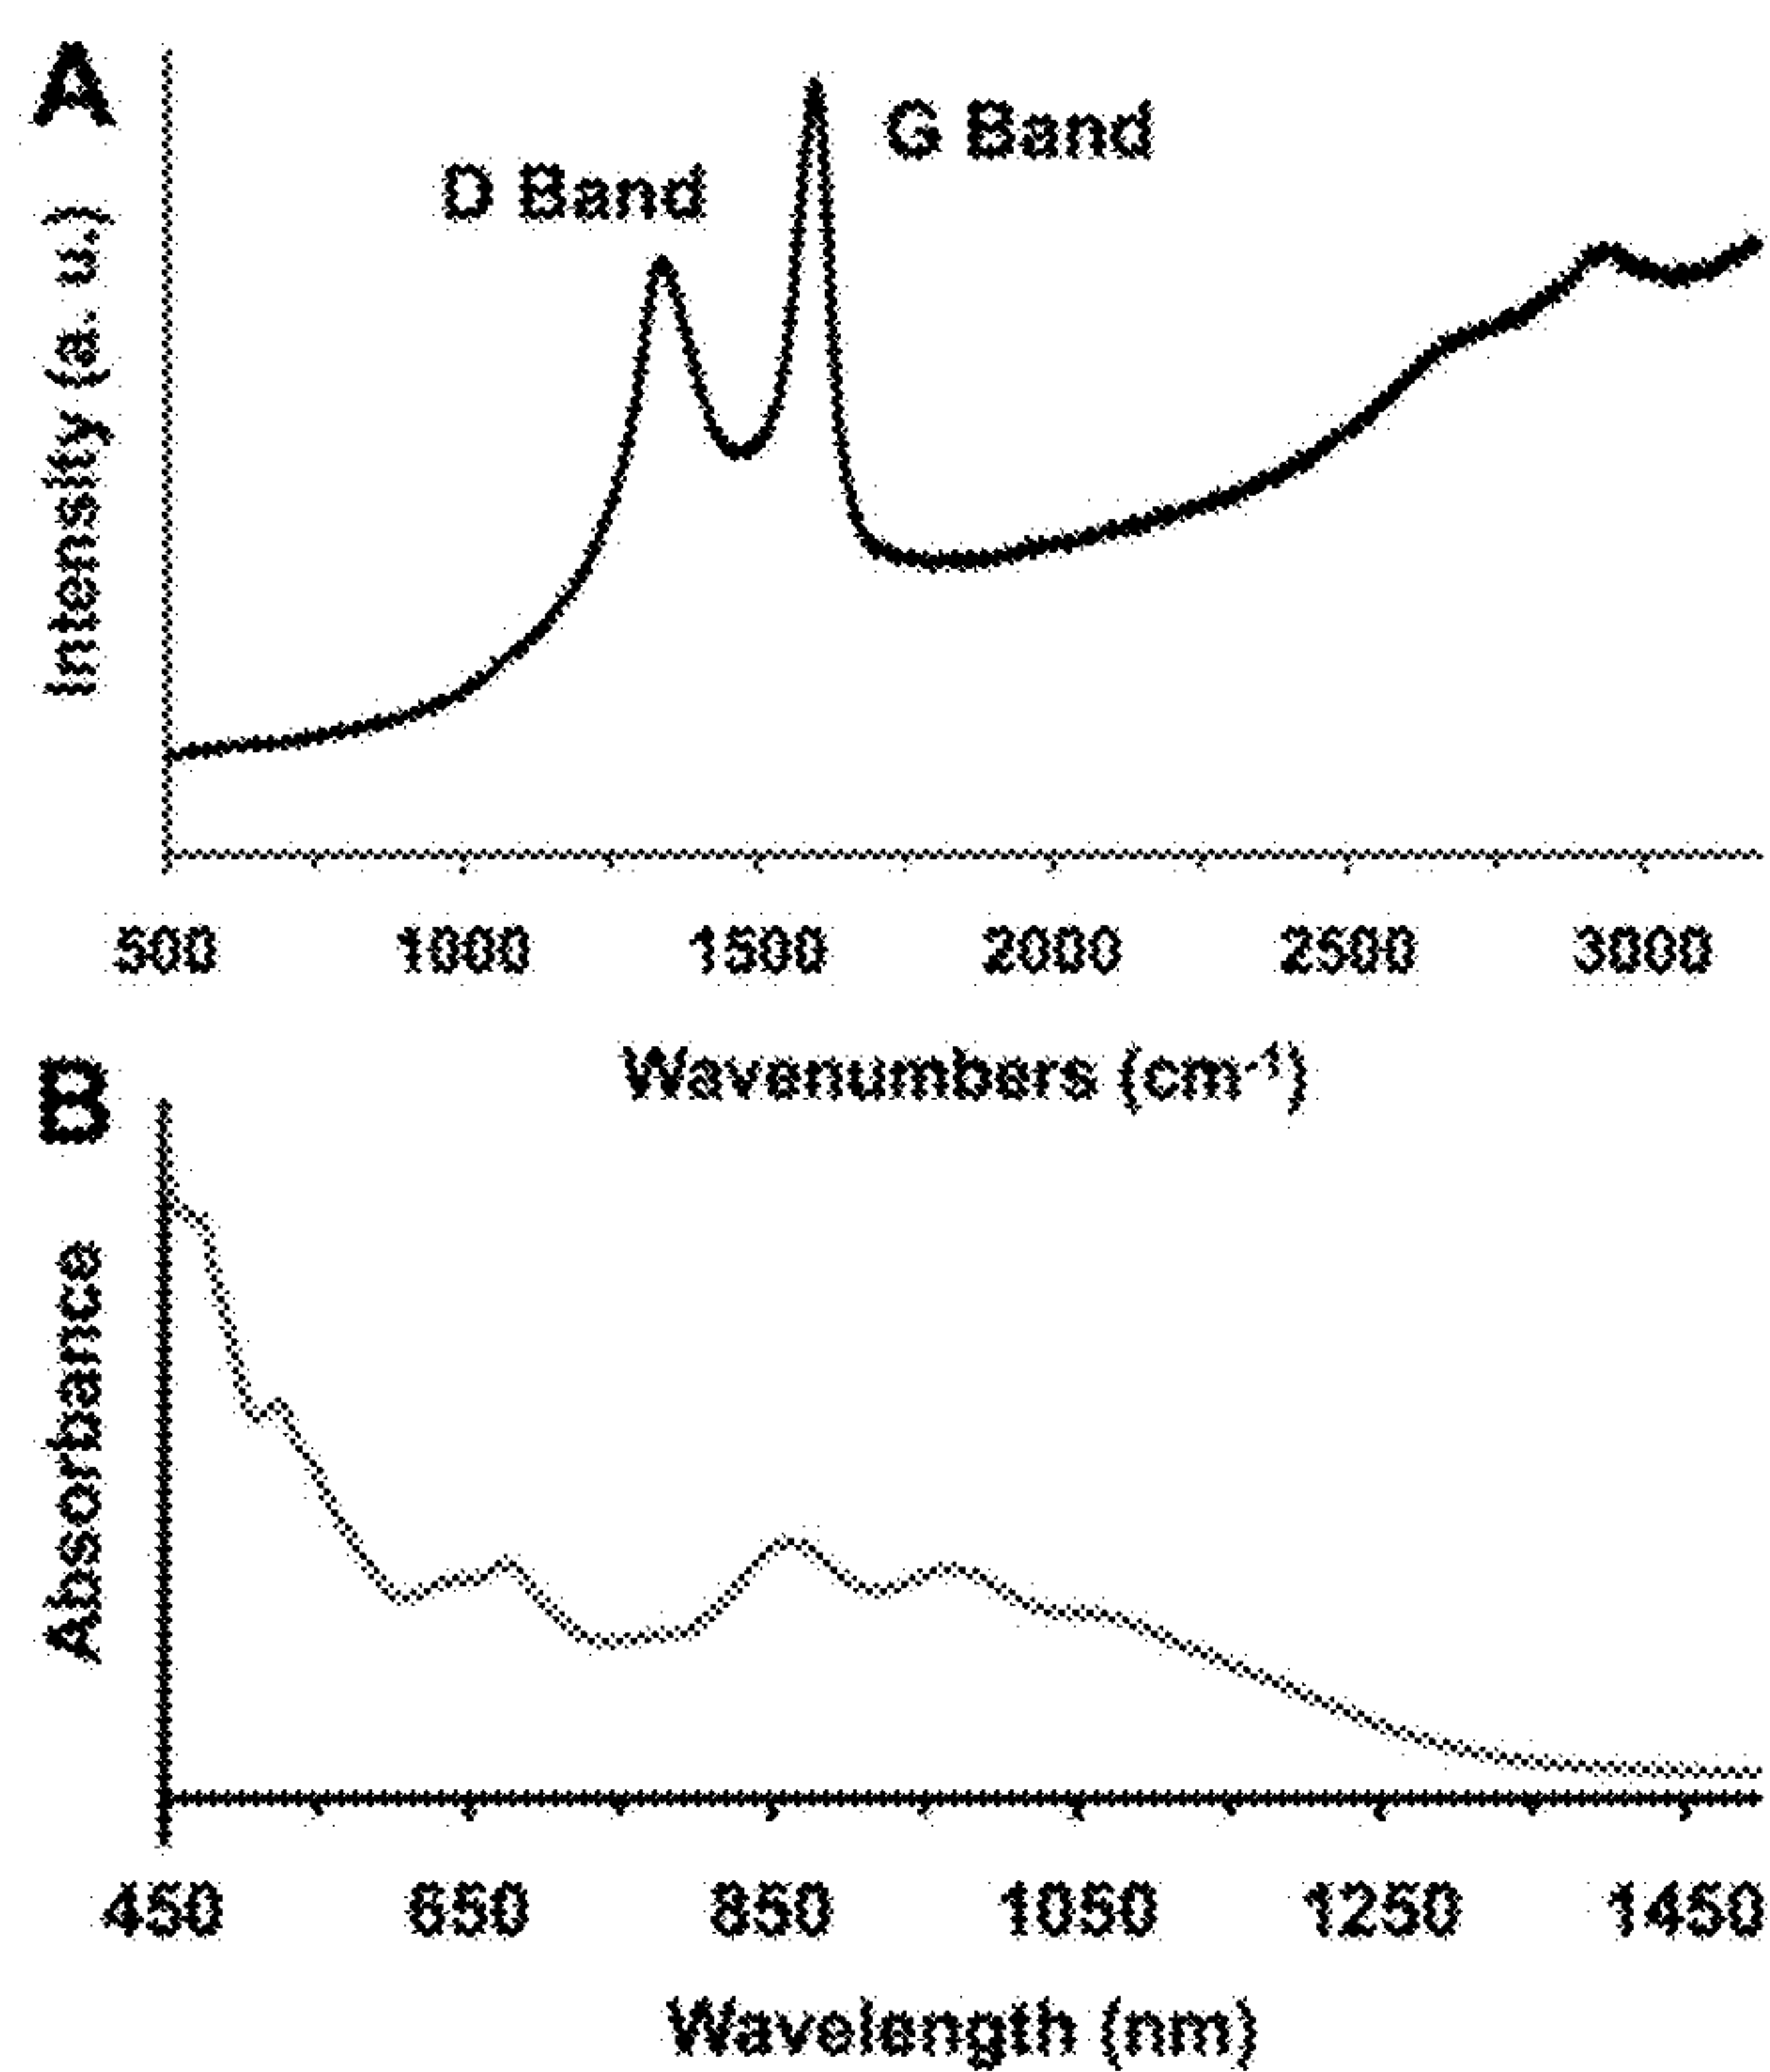 A
Intensity (a. u.)
D Band
G Band
500 1000 1500 2000 2500 3000
Wavenumbers (cm-1)
B
Absorbance
450 650 850 1050 1250 1450
Wavelength (nm)